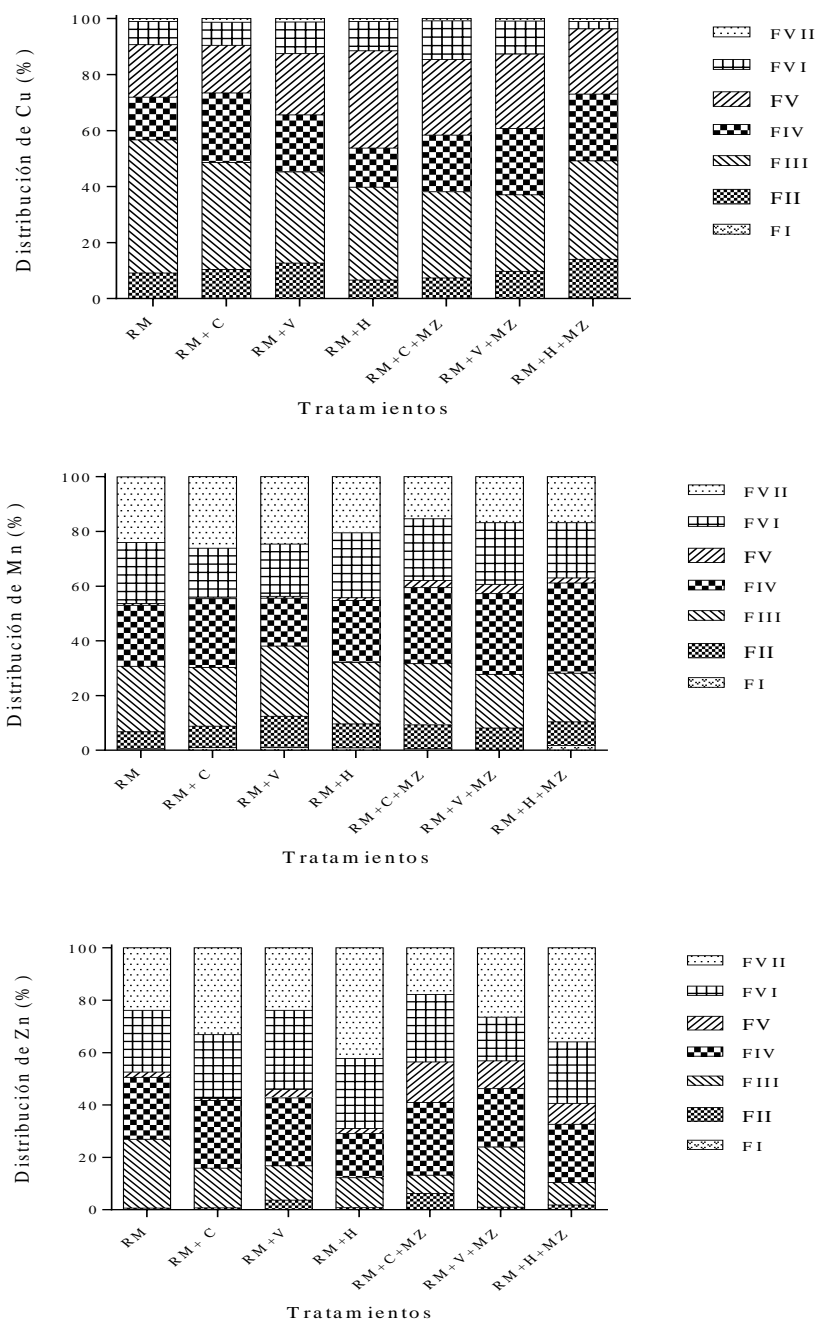 Distribución de Cu (%)
100
80
60
40
20
0
RM
RM+C
RM+V
RM+H
RM+C+MZ
RM+V+MZ
RM+H+MZ
Tratamientos
FVII
FVI
FV
FIV
FIII
FII
FI
Distribución de Mn (%)
100
80
60
40
20
0
RM
RM+C
RM+V
RM+H
RM+C+MZ
RM+V+MZ
RM+H+MZ
Tratamientos
FVII
FVI
FV
FIV
FIII
FII
FI
Distribución de Zn (%)
100
80
60
40
20
0
RM
RM+C
RM+V
RM+H
RM+C+MZ
RM+V+MZ
RM+H+MZ
Tratamientos
FVII
FVI
FV
FIV
FIII
FII
FI